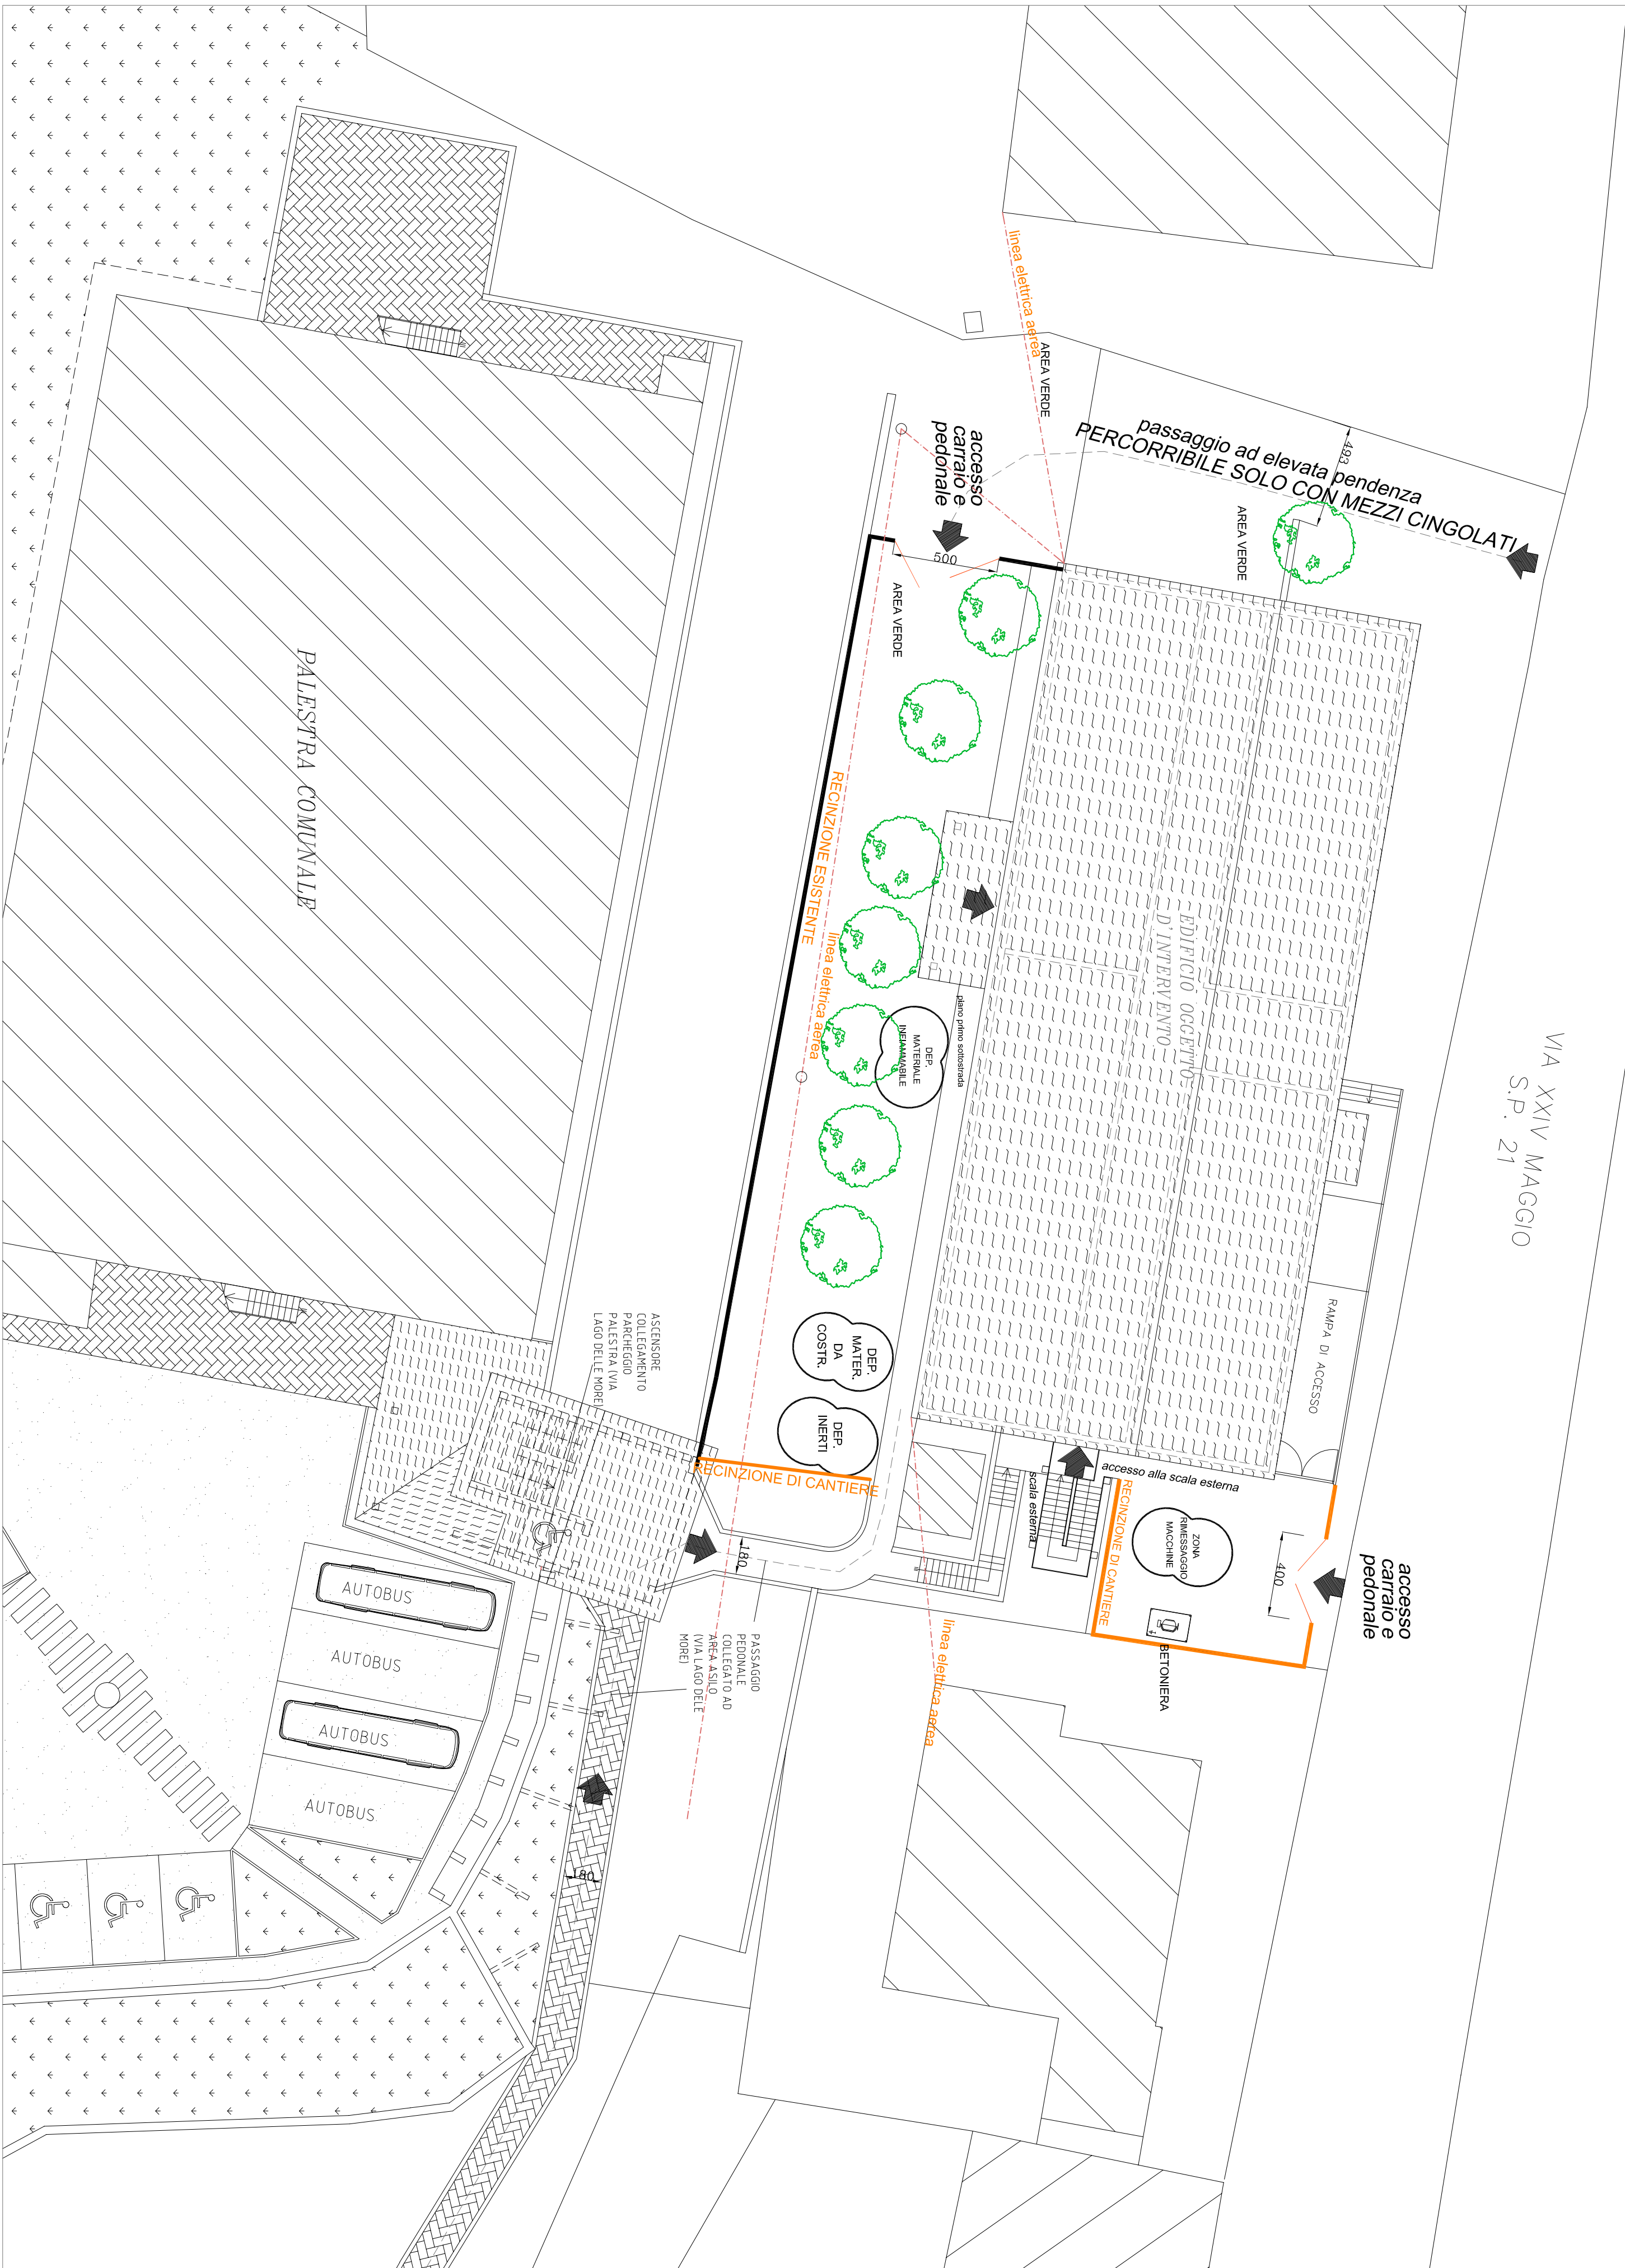 VIA XXIV MAGGIO
S.P. 21
passaggio ad elevata pendenza
PERCORRIBILE SOLO CON MEZZI CINGOLATI
493
AREA VERDE
linea elettrica aerea
AREA VERDE
accesso
carraio e
pedonale
500
AREA VERDE
EDIFICIO OGGETTO
D'INTERVENTO
RECINZIONE ESISTENTE
linea elettrica aerea
piano primo sottostrada
DEP.
MATERIALE
INFIAMMABILE
DEP.
MATER.
DA
COSTR.
DEP.
INERTI
RECINZIONE DI CANTIERE
RAMPA DI ACCESSO
accesso alla scala esterna
scala esterna
RECINZIONE DI CANTIERE
ZONA
RIMESSAGGIO
MACCHINE
400
accesso
carraio e
pedonale
BETONIERA
linea elettrica aerea
PALESTRA COMUNALE
ASCENSORE
COLLEGAMENTO
PARCHEGGIO
PALESTRA (VIA
LAGO DELLE MORE)
180
PASSAGGIO
PEDONALE
COLLEGATO AD
AREA ASILO
(VIA LAGO DELE
MORE)
180
AUTOBUS
AUTOBUS
AUTOBUS
AUTOBUS